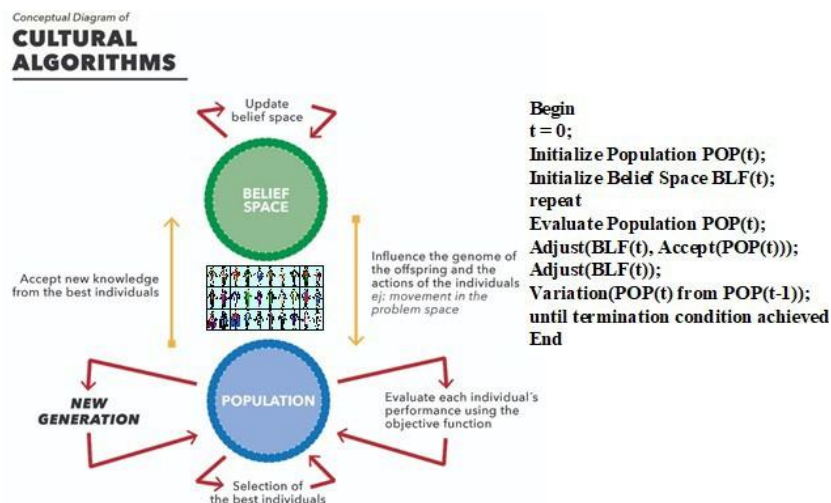 Conceptual Diagram of
CULTURAL
ALGORITHMS
Update
belief space
BELIEF
SPACE
Accept new knowledge
from the best individuals
Influence the genome of
the offspring and the
actions of the individuals
ej: movement in the
problem space
NEW
GENERATION
POPULATION
Evaluate each individual´s
performance using the
objective function
Selection of
the best individuals
Begin
t = 0;
Initialize Population POP(t);
Initialize Belief Space BLF(t);
repeat
Evaluate Population POP(t);
Adjust(BLF(t), Accept(POP(t)));
Adjust(BLF(t));
Variation(POP(t) from POP(t-1));
until termination condition achieved
End